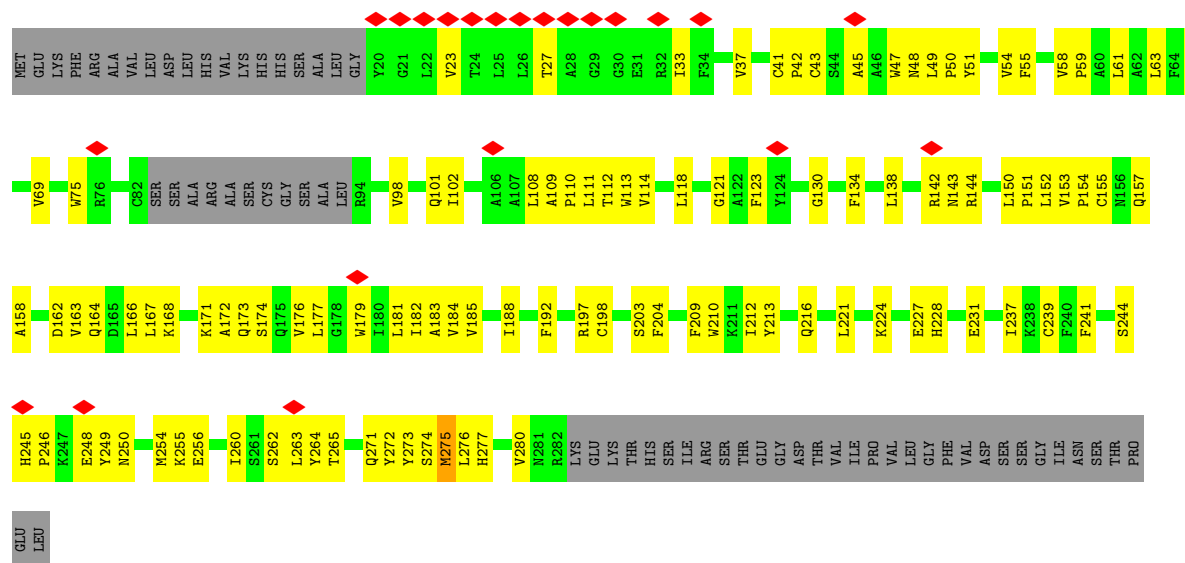 MET GLU LYS PHE ARG ALA VAL LEU ASP LEU HIS VAL LYS HIS HIS SER ALA LEU GLY Y20 G21 L22 V23 T24 L25 L26 T27 A28 G29 G30 E31 R32 I33 F34 V37 C41 P42 C43 S44 A45 A46 W47 N48 L49 P50 Y51 V54 F55 V58 P59 A60 L61 A62 L63 F64
V69 W75 R76 C82 SER SER ALA ARG ALA SER CYS GLY SER ALA LEU R94 V98 Q101 I102 A106 A107 L108 A109 P110 L111 T112 W113 V114 L118 G121 A122 F123 Y124 G130 F134 L138 R142 N143 R144 L150 P151 L152 V153 P154 C155 N156 Q157
A158 D162 V163 Q164 D165 L166 L167 K168 K171 A172 Q173 S174 Q175 V176 L177 G178 W179 I180 L181 I182 A183 V184 V185 I188 F192 R197 C198 S203 F204 F209 W210 K211 I212 Y213 Q216 L221 K224 E227 H228 E231 I237 K238 C239 F240 F241 S244
H245 P246 K247 E248 Y249 N250 M254 K255 E256 I260 S261 S262 L263 Y264 T265 Q271 Y272 Y273 S274 M275 L276 H277 V280 N281 R282 LYS GLU LYS THR HIS SER ILE ARG SER THR GLU GLY ASP THR VAL ILE PRO VAL LEU GLY PHE VAL ASP SER SER GLY ILE ASN SER THR PRO
GLU LEU